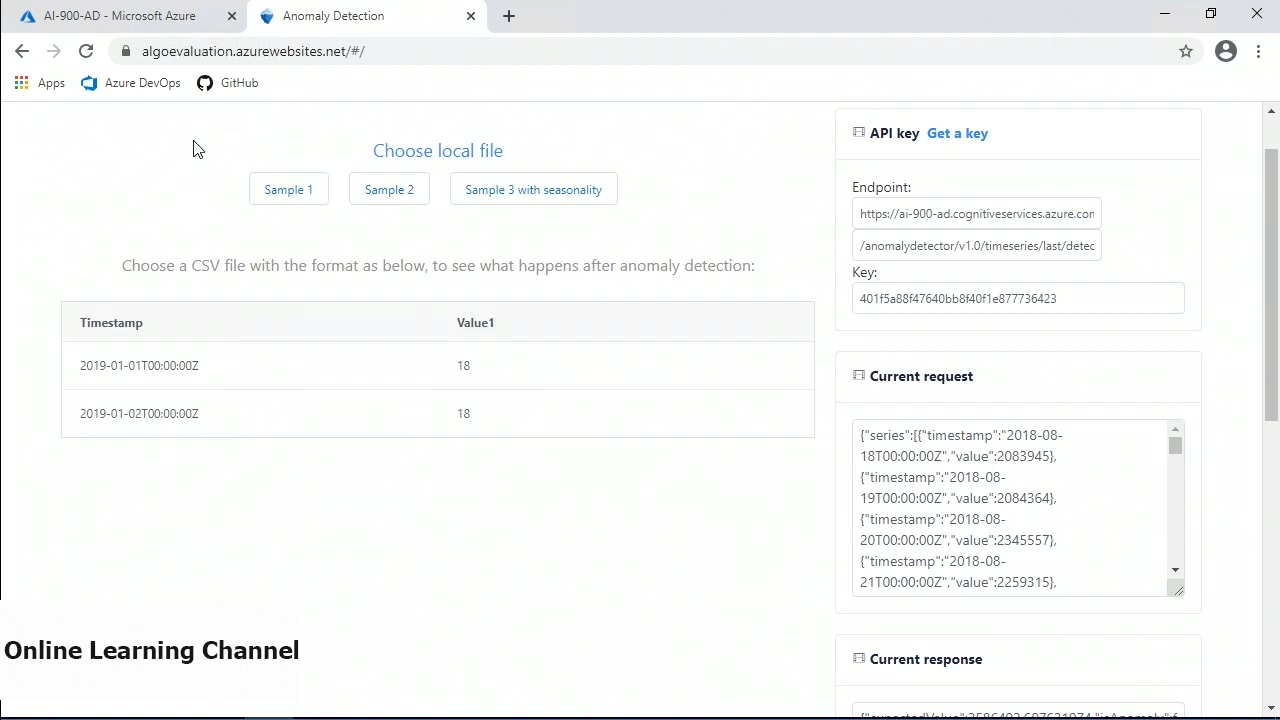 AI-900-AD - Microsoft Azure
Anomaly Detection
algoevaluation.azurewebsites.net/#/
Apps
Azure DevOps
GitHub
Choose local file
Sample 1
Sample 2
Sample 3 with seasonality
Choose a CSV file with the format as below, to see what happens after anomaly detection:
Timestamp Value1
2019-01-01T00:00:00Z 18
2019-01-02T00:00:00Z 18
API key Get a key
Endpoint:
https://ai-900-ad.cognitiveservices.azure.cor
/anomalydetector/v1.0/timeseries/last/detec
Key:
401f5a88f47640bb8f40f1e877736423
Current request
{"series":[{"timestamp":"2018-08-
18T00:00:00Z","value":2083945},
{"timestamp":"2018-08-
19T00:00:00Z","value":2084364},
{"timestamp":"2018-08-
20T00:00:00Z","value":2345557},
{"timestamp":"2018-08-
21T00:00:00Z","value":2259315},
Current response
Online Learning Channel